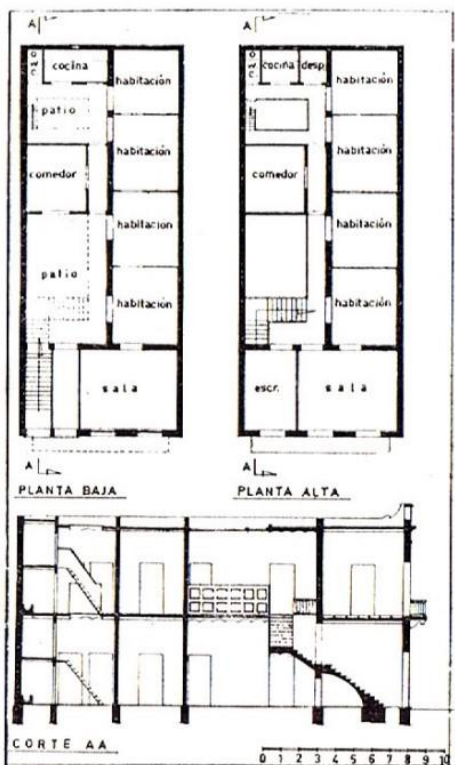 A A
cocina
habitación
patio
habitación
comedor
habitación
patio
habitación
sala
A
PLANTA BAJA
cocina desp.
habitación
habitación
comedor
habitación
habitación
escr. sala
A
PLANTA ALTA
CORTE AA
0 1 2 3 4 5 6 7 8 9 10